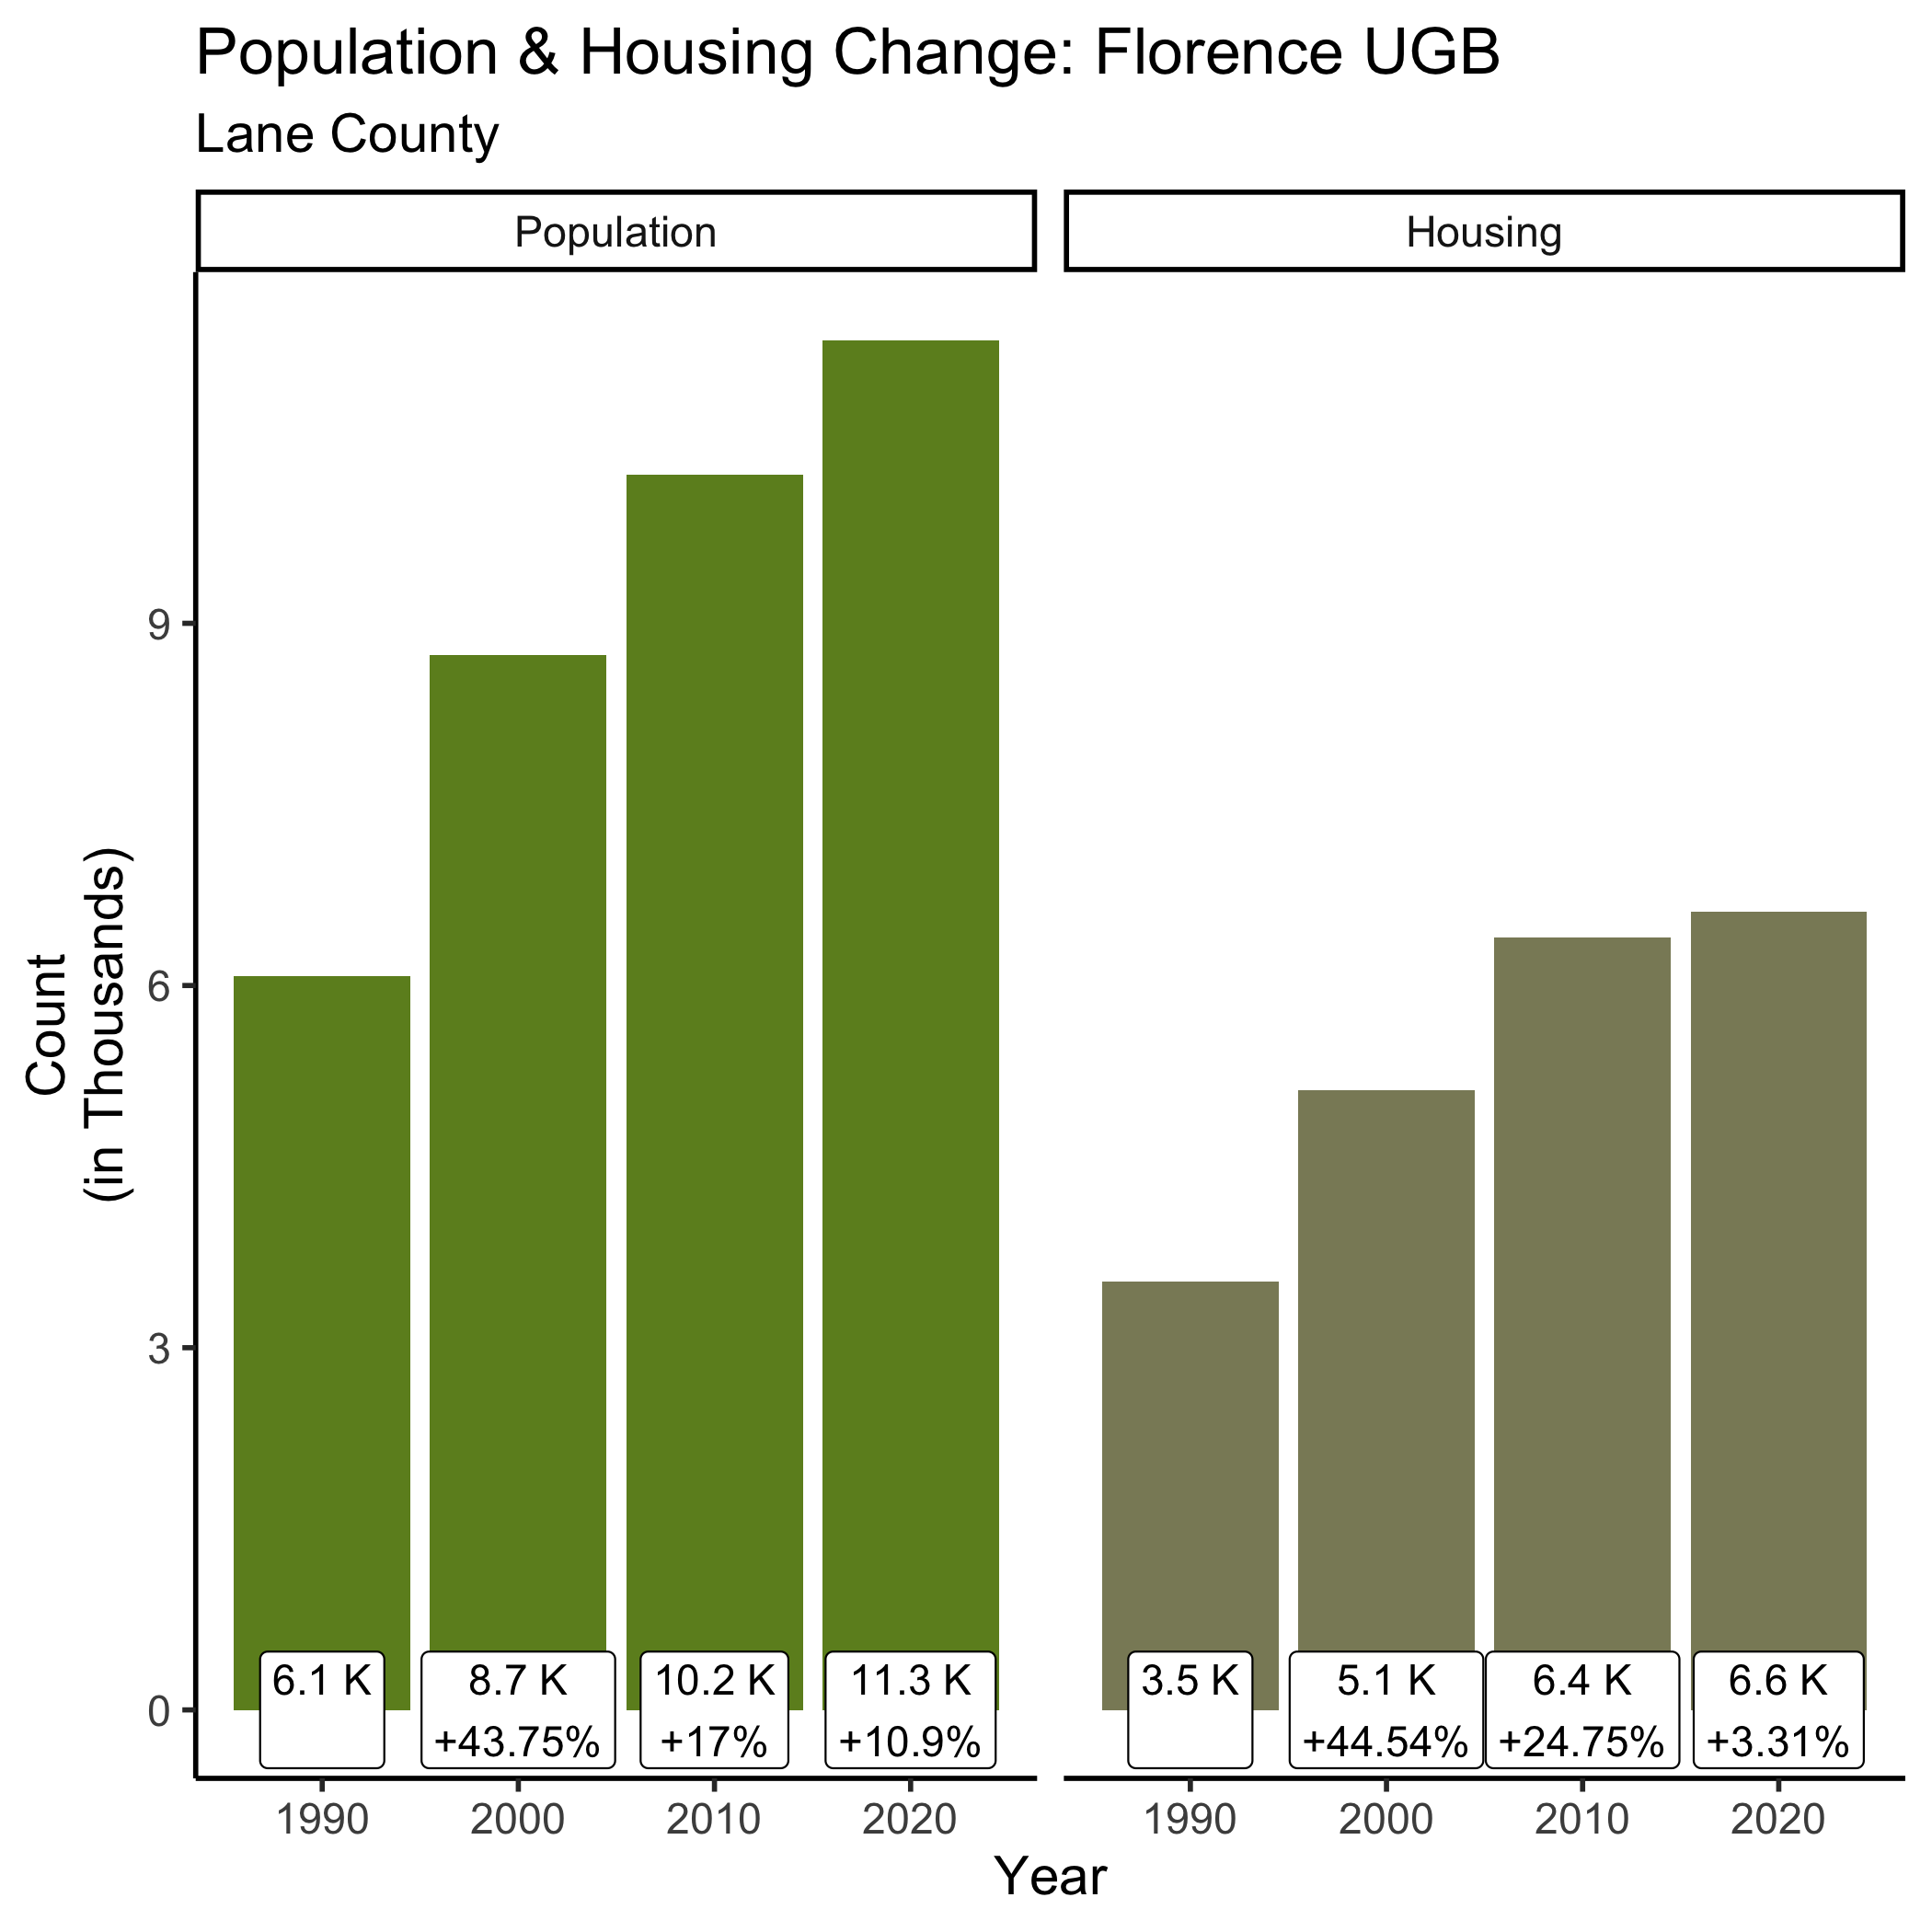 Population & Housing Change: Florence UGB
Lane County
Population
Housing
Count
(in Thousands)
9
6
3
0
6.1 K
8.7 K
+43.75%
10.2 K
+17%
11.3 K
+10.9%
3.5 K
5.1 K
+44.54%
6.4 K
+24.75%
6.6 K
+3.31%
1990
2000
2010
2020
1990
2000
2010
2020
Year